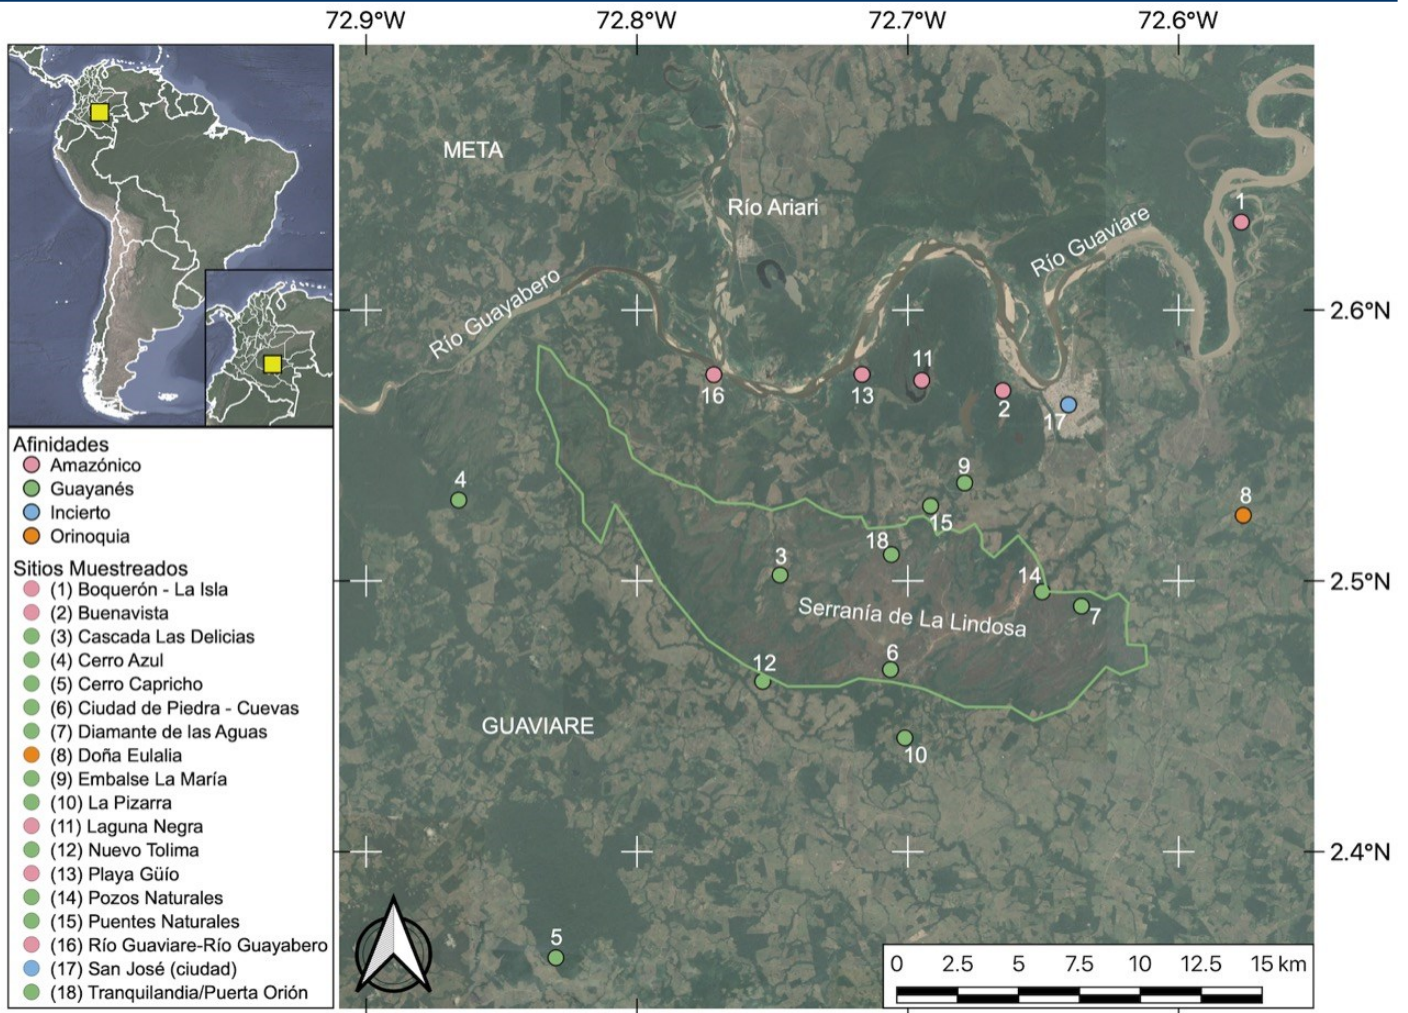 72.9°W 72.8°W 72.7°W 72.6°W
META
Río Ariari
Río Guaviare
1
Río Guayabero
2.6°N
16
13
11
2
17
Afinidades
Amazónico
Guayanés
Incierto
Orinoquia
4
9
8
15
18
3
14
2.5°N
7
Serranía de La Lindosa
6
12
GUAVIARE
10
Sitios Muestreados
(1) Boquerón - La Isla
(2) Buenavista
(3) Cascada Las Delicias
(4) Cerro Azul
(5) Cerro Capricho
(6) Ciudad de Piedra - Cuevas
(7) Diamante de las Aguas
(8) Doña Eulalia
(9) Embalse La María
(10) La Pizarra
(11) Laguna Negra
(12) Nuevo Tolima
(13) Playa Güío
(14) Pozos Naturales
(15) Puentes Naturales
(16) Río Guaviare-Río Guayabero
(17) San José (ciudad)
(18) Tranquilandia/Puerta Orión
2.4°N
5
0 2.5 5 7.5 10 12.5 15 km